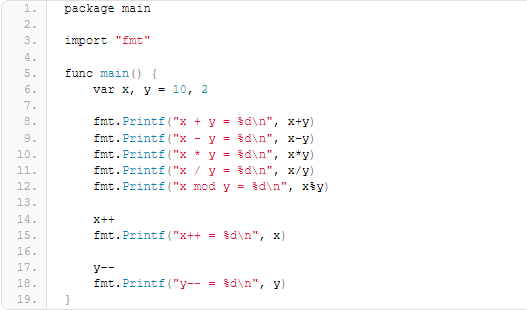 1. package main
2.
3. import "fmt"
4.
5. func main() {
6.     var x, y = 10, 2
7.
8.     fmt.Printf("x + y = %d\n", x+y)
9.     fmt.Printf("x - y = %d\n", x-y)
10.     fmt.Printf("x * y = %d\n", x*y)
11.     fmt.Printf("x / y = %d\n", x/y)
12.     fmt.Printf("x mod y = %d\n", x%y)
13.
14.     x++
15.     fmt.Printf("x++ = %d\n", x)
16.
17.     y--
18.     fmt.Printf("y-- = %d\n", y)
19. }